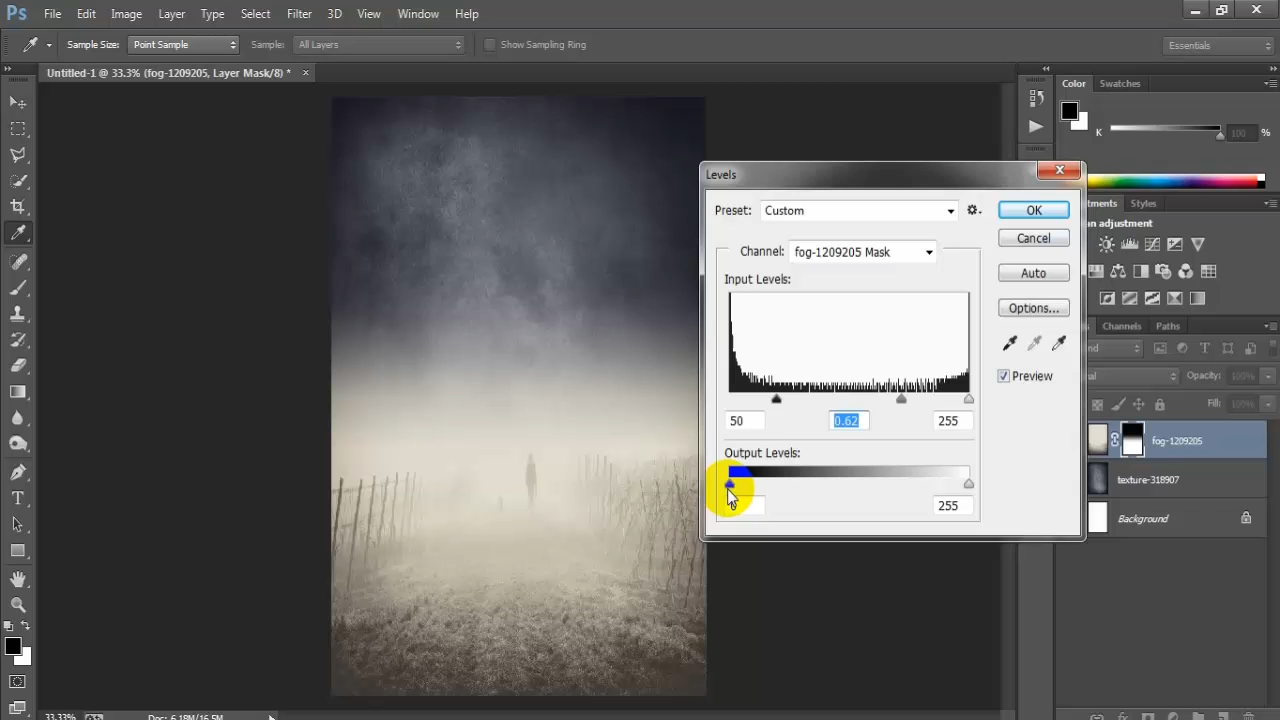 Ps File Edit Image Layer Type Select Filter 3D View Window Help
Sample Size: Point Sample Sample: All Layers Show Sampling Ring Essentials
Untitled-1 @ 33.3% (fog-1209205, Layer Mask/8) * ×
Color Swatches
K 100 %
Levels
Preset: Custom OK
Channel: fog-1209205 Mask Cancel
Input Levels: Auto
Options...
Preview
50 0.62 255
Output Levels:
255
ments Styles
an adjustment
Channels Paths
nd
al Opacity: 100%
Fill: 100%
fog-1209205
texture-318907
Background
33.33% Doc: 6.18M/16.5M